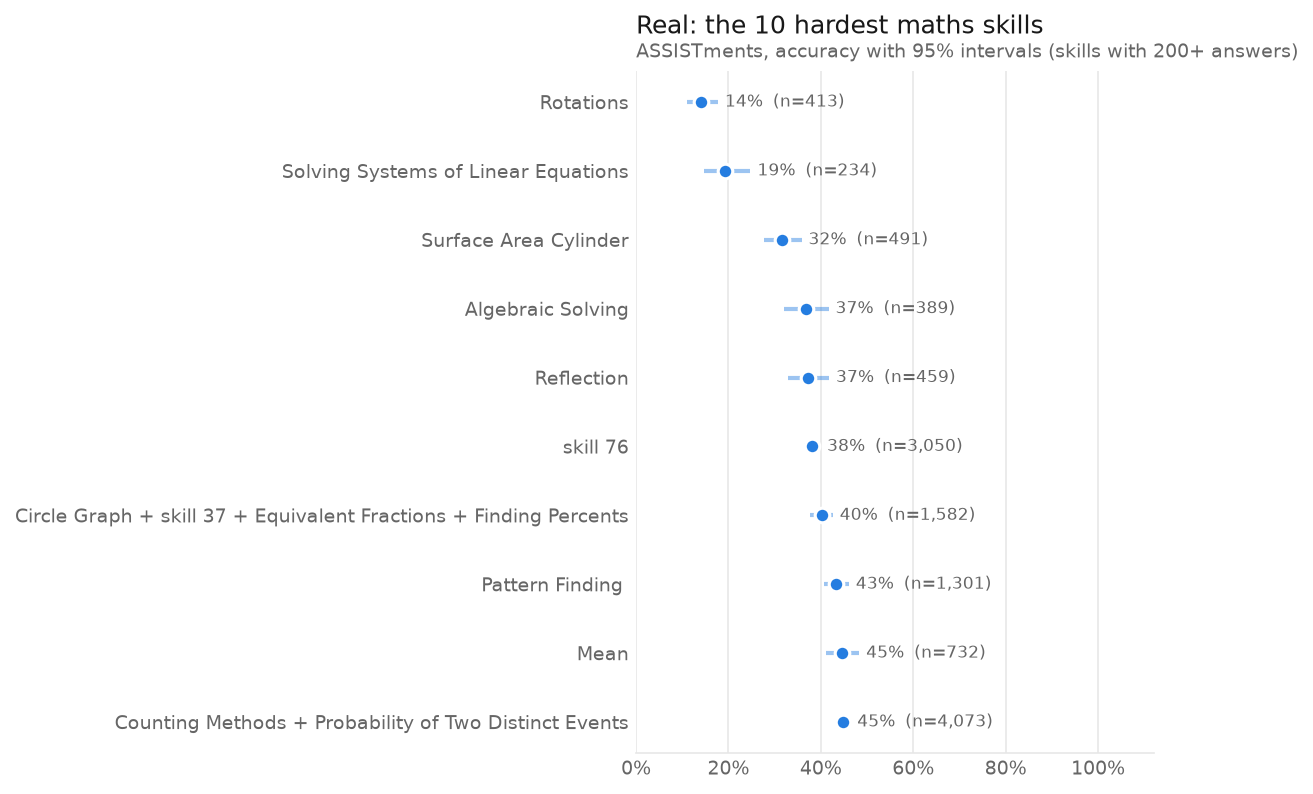 Real: the 10 hardest maths skills
ASSISTments, accuracy with 95% intervals (skills with 200+ answers)
Rotations 14% (n=413)
Solving Systems of Linear Equations 19% (n=234)
Surface Area Cylinder 32% (n=491)
Algebraic Solving 37% (n=389)
Reflection 37% (n=459)
skill 76 38% (n=3,050)
Circle Graph + skill 37 + Equivalent Fractions + Finding Percents 40% (n=1,582)
Pattern Finding 43% (n=1,301)
Mean 45% (n=732)
Counting Methods + Probability of Two Distinct Events 45% (n=4,073)
0% 20% 40% 60% 80% 100%